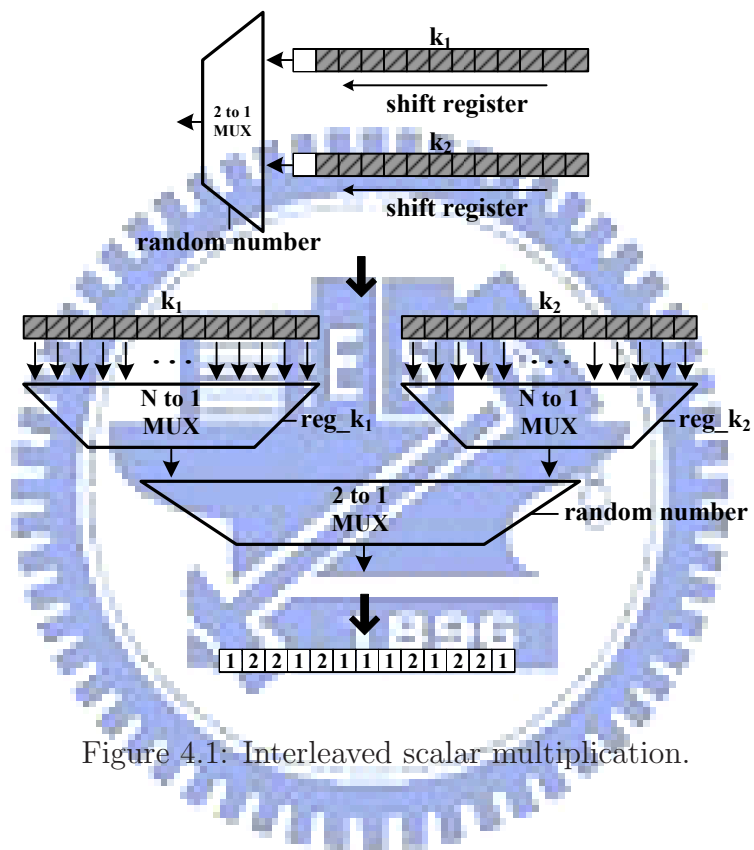 k₁
2 to 1
MUX
shift register
k₂
shift register
random number
k₁
k₂
. . .
. . .
N to 1
MUX
reg_k₁
N to 1
MUX
reg_k₂
2 to 1
MUX
random number
1896
1 2 2 1 2 1 1 1 2 1 2 2 1
Figure 4.1: Interleaved scalar multiplication.